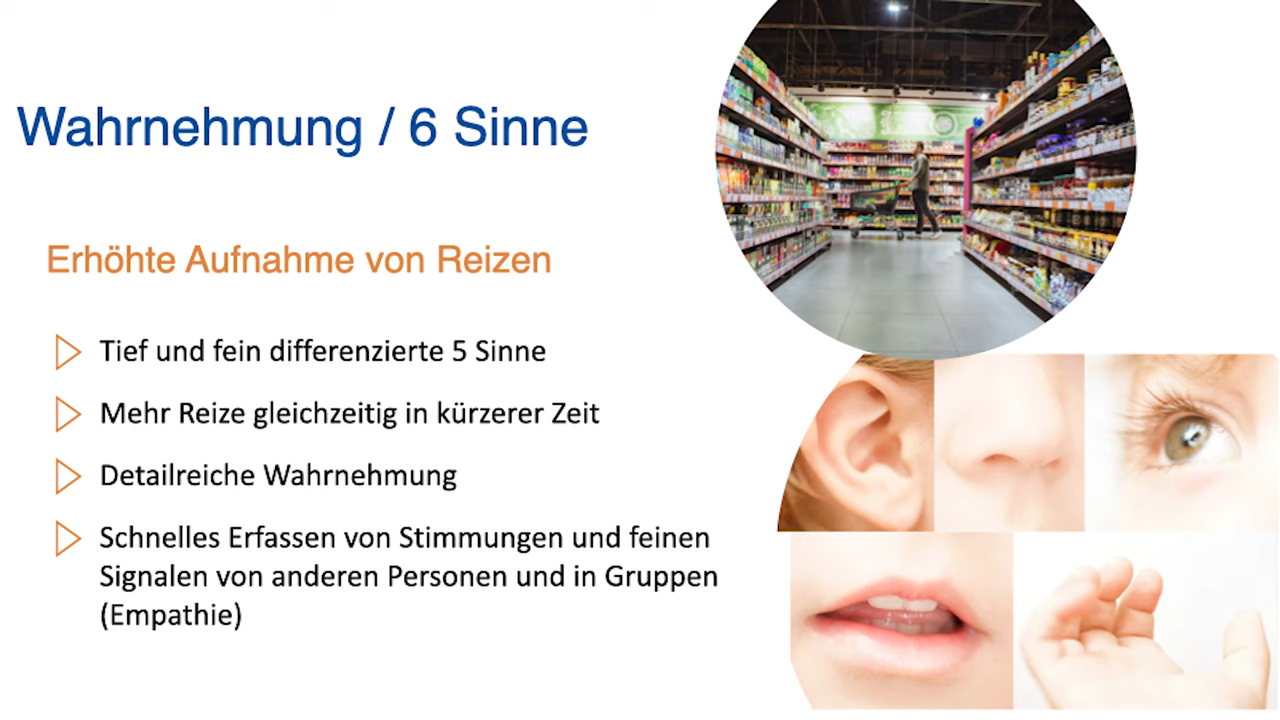 Wahrnehmung / 6 Sinne
Erhöhte Aufnahme von Reizen
Tief und fein differenzierte 5 Sinne
Mehr Reize gleichzeitig in kürzerer Zeit
Detailreiche Wahrnehmung
Schnelles Erfassen von Stimmungen und feinen
Signalen von anderen Personen und in Gruppen
(Empathie)